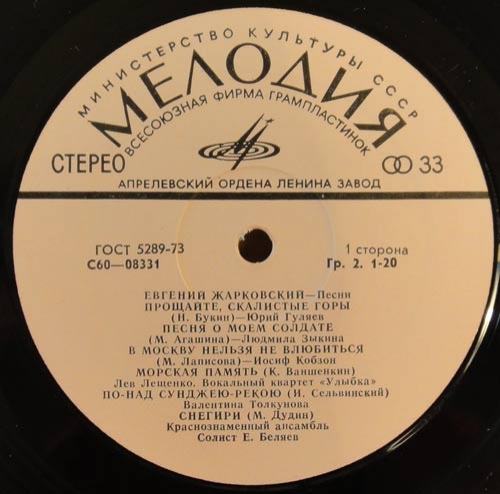 МИНИСТЕРСТВО КУЛЬТУРЫ СССР
МЕЛОДИЯ
ВСЕСОЮЗНАЯ ФИРМА ГРАМПЛАСТИНОК
СТЕРЕО 33
АПРЕЛЕВСКИЙ ОРДЕНА ЛЕНИНА ЗАВОД
ГОСТ 5289-73 1 сторона
С60—08331 Гр. 2. 1-20
ЕВГЕНИЙ ЖАРКОВСКИЙ—Песни
ПРОЩАЙТЕ, СКАЛИСТЫЕ ГОРЫ
(Н. Букин)—Юрий Гуляев
ПЕСНЯ О МОЕМ СОЛДАТЕ
(М. Агашина)—Людмила Зыкина
В МОСКВУ НЕЛЬЗЯ НЕ ВЛЮБИТЬСЯ
(М. Лаписова)—Иосиф Кобзон
МОРСКАЯ ПАМЯТЬ (К. Ваншенкин)
Лев Лещенко, Вокальный квартет «Улыбка»
ПО-НАД СУНДЖЕЮ-РЕКОЮ (И. Сельвинский)
Валентина Толкунова
СНЕГИРИ (М. Дудин)
Краснознаменный ансамбль
Солист Е. Беляев